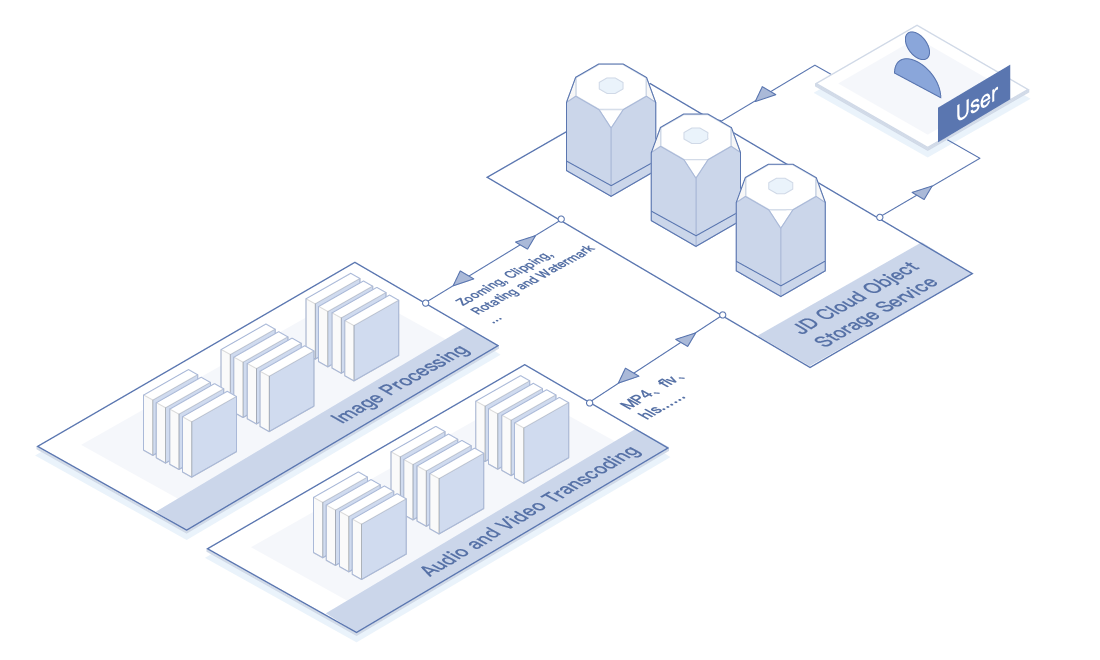 User
JD Cloud Object
Storage Service
Zooming, Clipping,
Rotating and Watermark
...
Image Processing
MP4、flv、
hls......
Audio and Video Transcoding